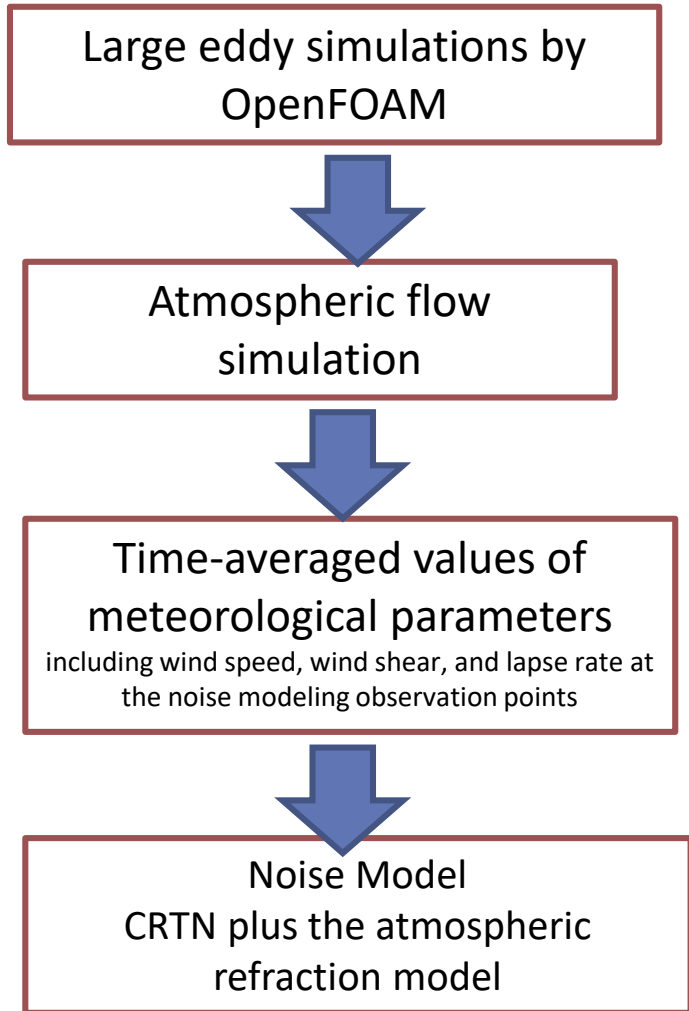 Large eddy simulations by
OpenFOAM
Atmospheric flow
simulation
Time-averaged values of
meteorological parameters
including wind speed, wind shear, and lapse rate at
the noise modeling observation points
Noise Model
CRTN plus the atmospheric
refraction model